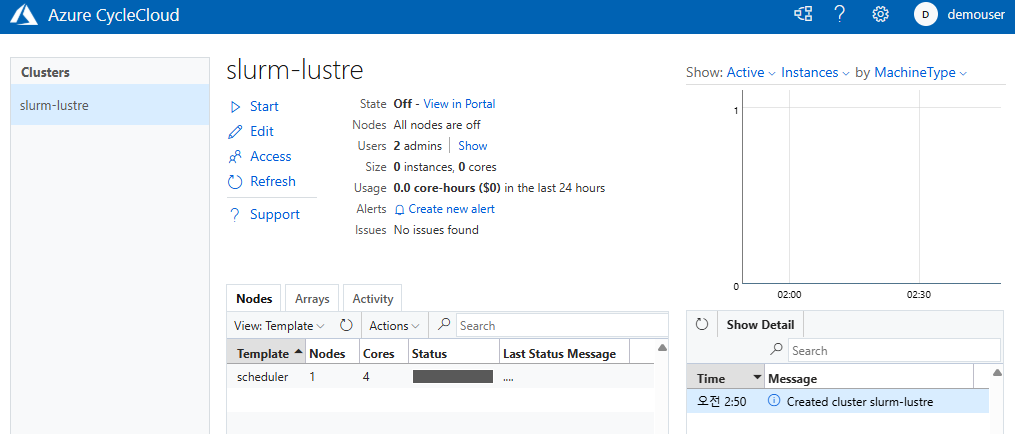 Azure CycleCloud
demouser
D
Clusters
slurm-lustre
slurm-lustre
Start
Edit
Access
Refresh
Support
State Off - View in Portal
Nodes All nodes are off
Users 2 admins Show
Size 0 instances, 0 cores
Usage 0.0 core-hours ($0) in the last 24 hours
Alerts Create new alert
Issues No issues found
Show: Active Instances by MachineType
1
0
02:00 02:30
Nodes Arrays Activity
View: Template Actions Search
Template Nodes Cores Status Last Status Message
scheduler 1 4 ....
Show Detail
Search
Time Message
오전 2:50 Created cluster slurm-lustre